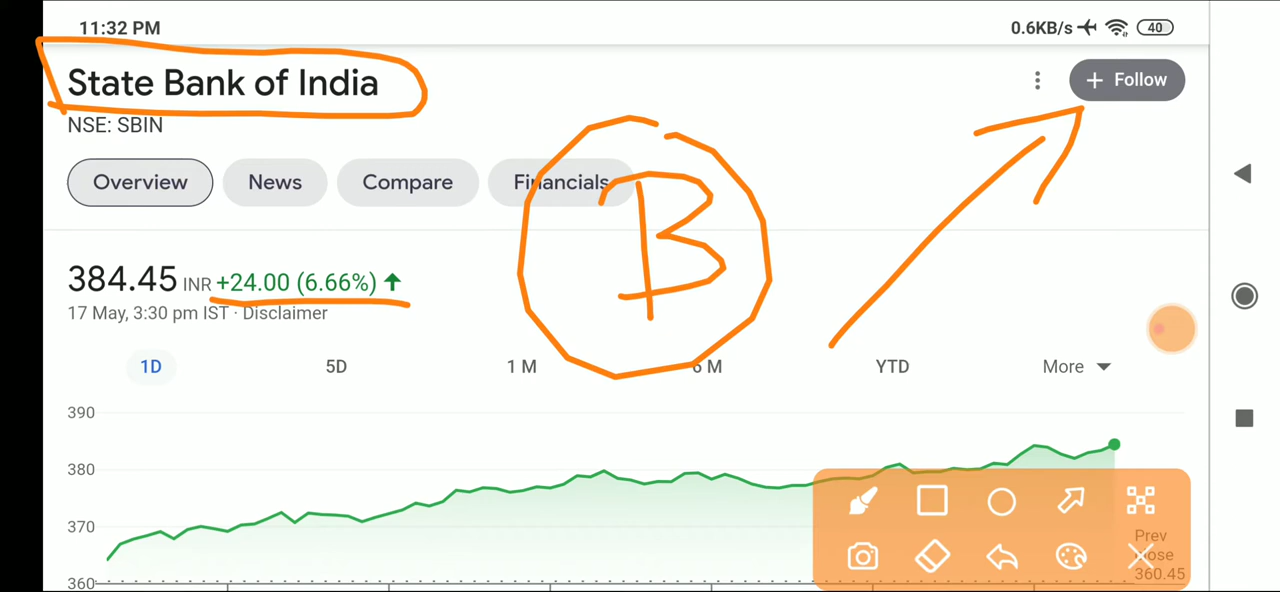 11:32 PM 0.6KB/s 40
State Bank of India + Follow
NSE: SBIN
Overview News Compare Financials
B
384.45 INR +24.00 (6.66%)
17 May, 3:30 pm IST · Disclaimer
1D 5D 1 M 6 M YTD More
390
380
370
Prev
close
360 360.45